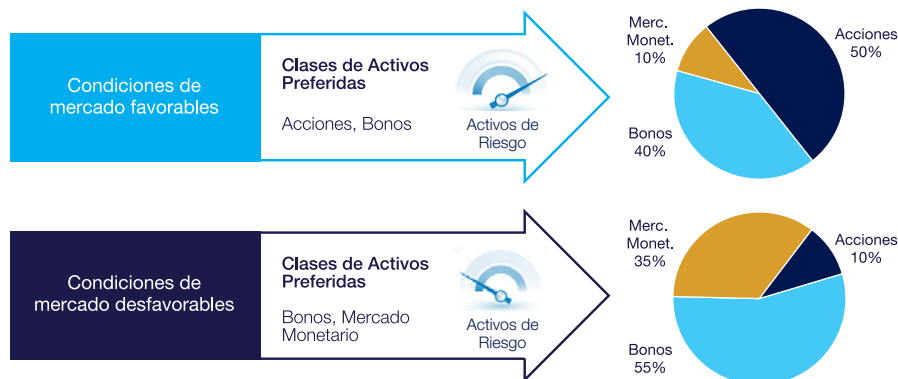 Condiciones de
mercado favorables
Clases de Activos
Preferidas
Acciones, Bonos
Activos de
Riesgo
Merc.
Monet.
10%
Acciones
50%
Bonos
40%
Condiciones de
mercado desfavorables
Clases de Activos
Preferidas
Bonos, Mercado
Monetario
Activos de
Riesgo
Merc.
Monet.
35%
Acciones
10%
Bonos
55%